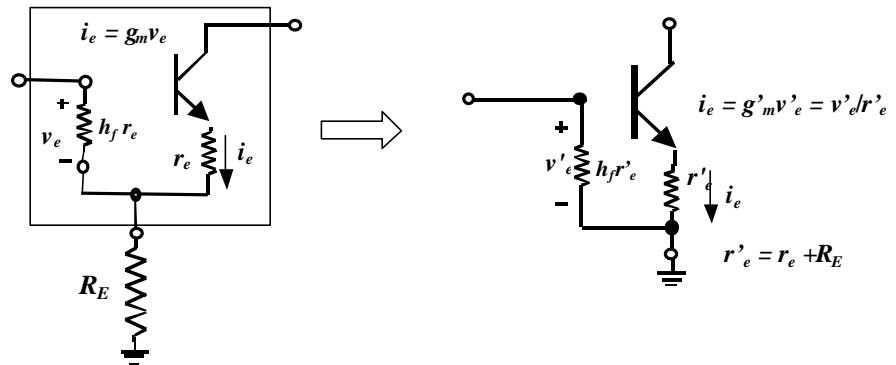 i_e = g_m v_e
+
v_e
h_f r_e
–
r_e
i_e
R_E
i_e = g'_m v'_e = v'_e/r'_e
+
v'_e
h_f r'_e
–
r'_e
i_e
r'_e = r_e + R_E